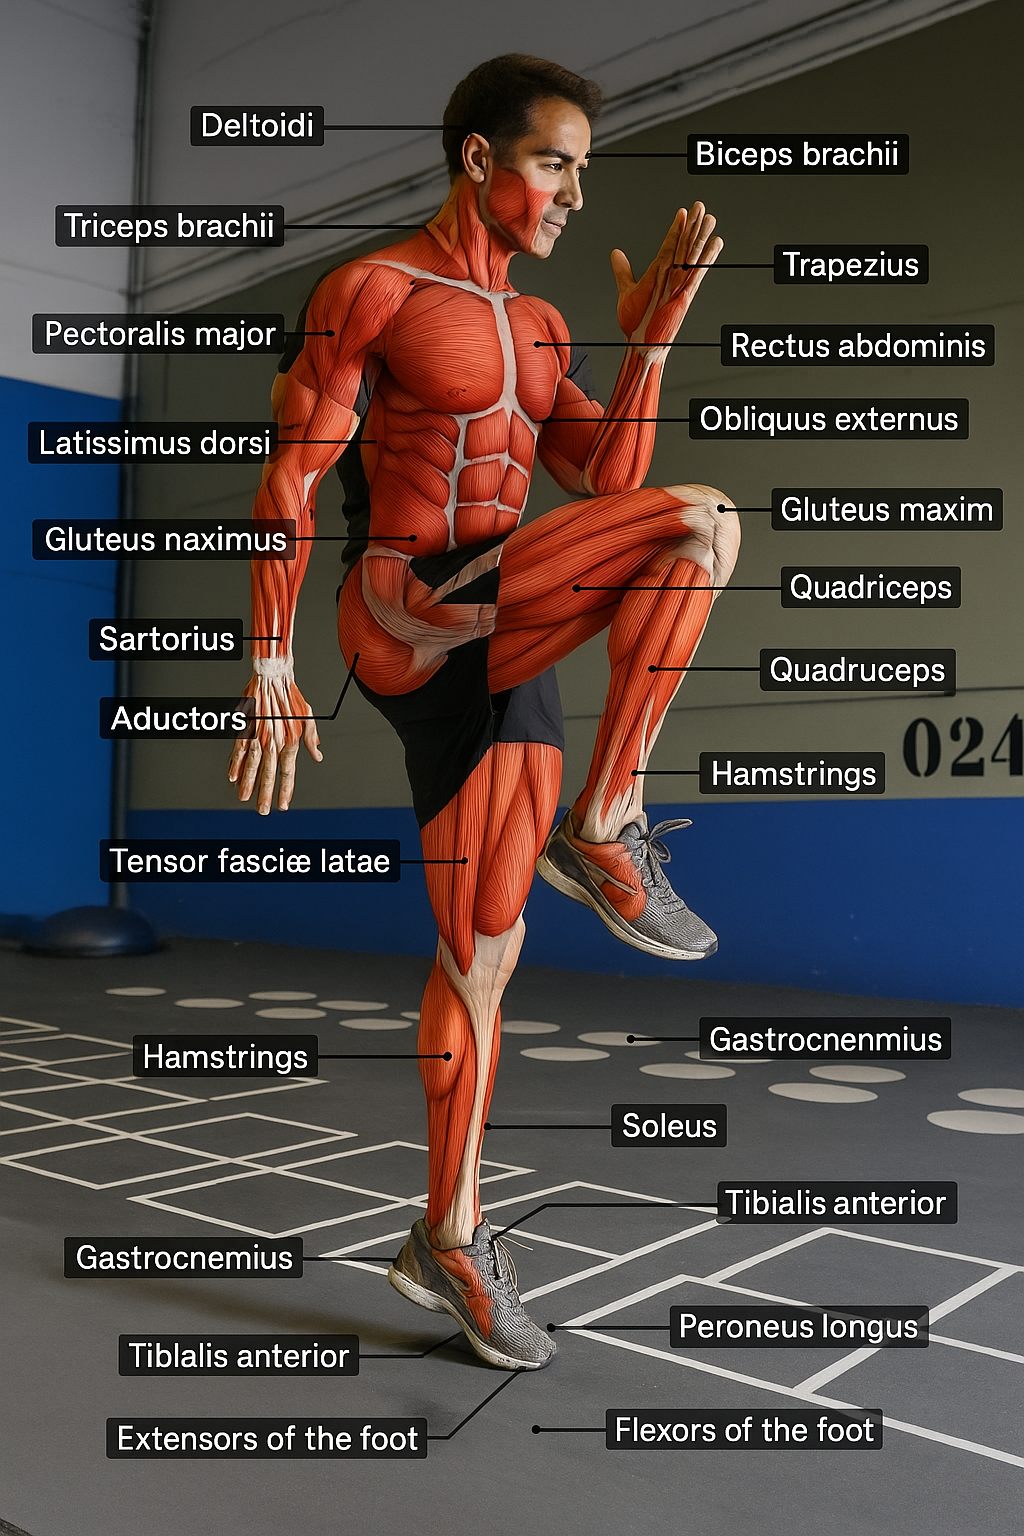 Deltoidi
Biceps brachii
Triceps brachii
Trapezius
Pectoralis major
Rectus abdominis
Obliquus externus
Latissimus dorsi
Gluteus maxim
Gluteus naximus
Quadriceps
Sartorius
Quadruceps
Aductors
024
Hamstrings
Tensor fasciæ latae
Gastrocnenmius
Hamstrings
Soleus
Tibialis anterior
Gastrocnemius
Peroneus longus
Tiblalis anterior
Flexors of the foot
Extensors of the foot